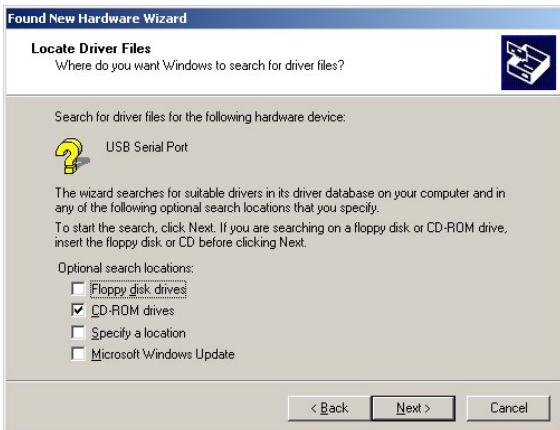 Found New Hardware Wizard
Locate Driver Files
Where do you want Windows to search for driver files?
Search for driver files for the following hardware device:
USB Serial Port
The wizard searches for suitable drivers in its driver database on your computer and in
any of the following optional search locations that you specify.
To start the search, click Next. If you are searching on a floppy disk or CD-ROM drive,
insert the floppy disk or CD before clicking Next.
Optional search locations:
Floppy disk drives
CD-ROM drives
Specify a location
Microsoft Windows Update
< Back Next > Cancel